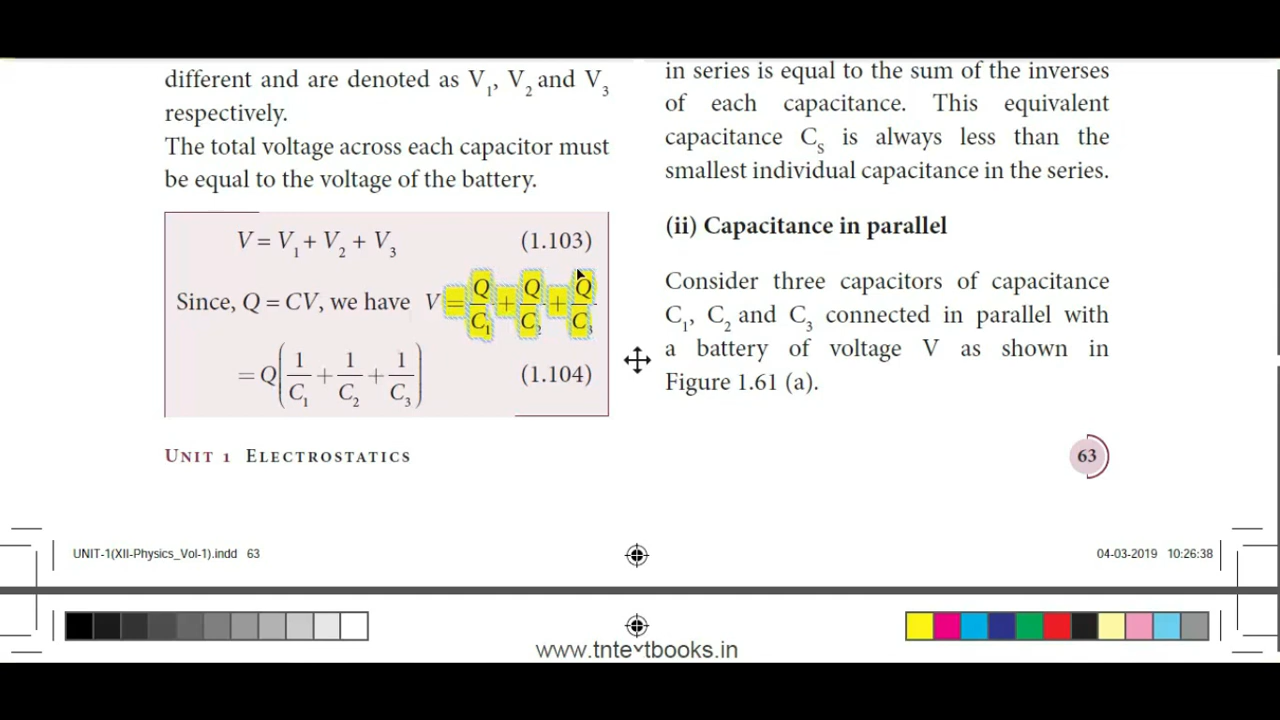 different and are denoted as V₁, V₂ and V₃
respectively.
The total voltage across each capacitor must
be equal to the voltage of the battery.
V = V₁ + V₂ + V₃ (1.103)
Since, Q = CV, we have V = Q/C₁ + Q/C₂ + Q/C₃
= Q(1/C₁ + 1/C₂ + 1/C₃) (1.104)
in series is equal to the sum of the inverses
of each capacitance. This equivalent
capacitance Cₛ is always less than the
smallest individual capacitance in the series.
(ii) Capacitance in parallel
Consider three capacitors of capacitance
C₁, C₂ and C₃ connected in parallel with
a battery of voltage V as shown in
Figure 1.61 (a).
UNIT 1 ELECTROSTATICS
63
UNIT-1(XII-Physics_Vol-1).indd 63
04-03-2019 10:26:38
www.tntextbooks.in